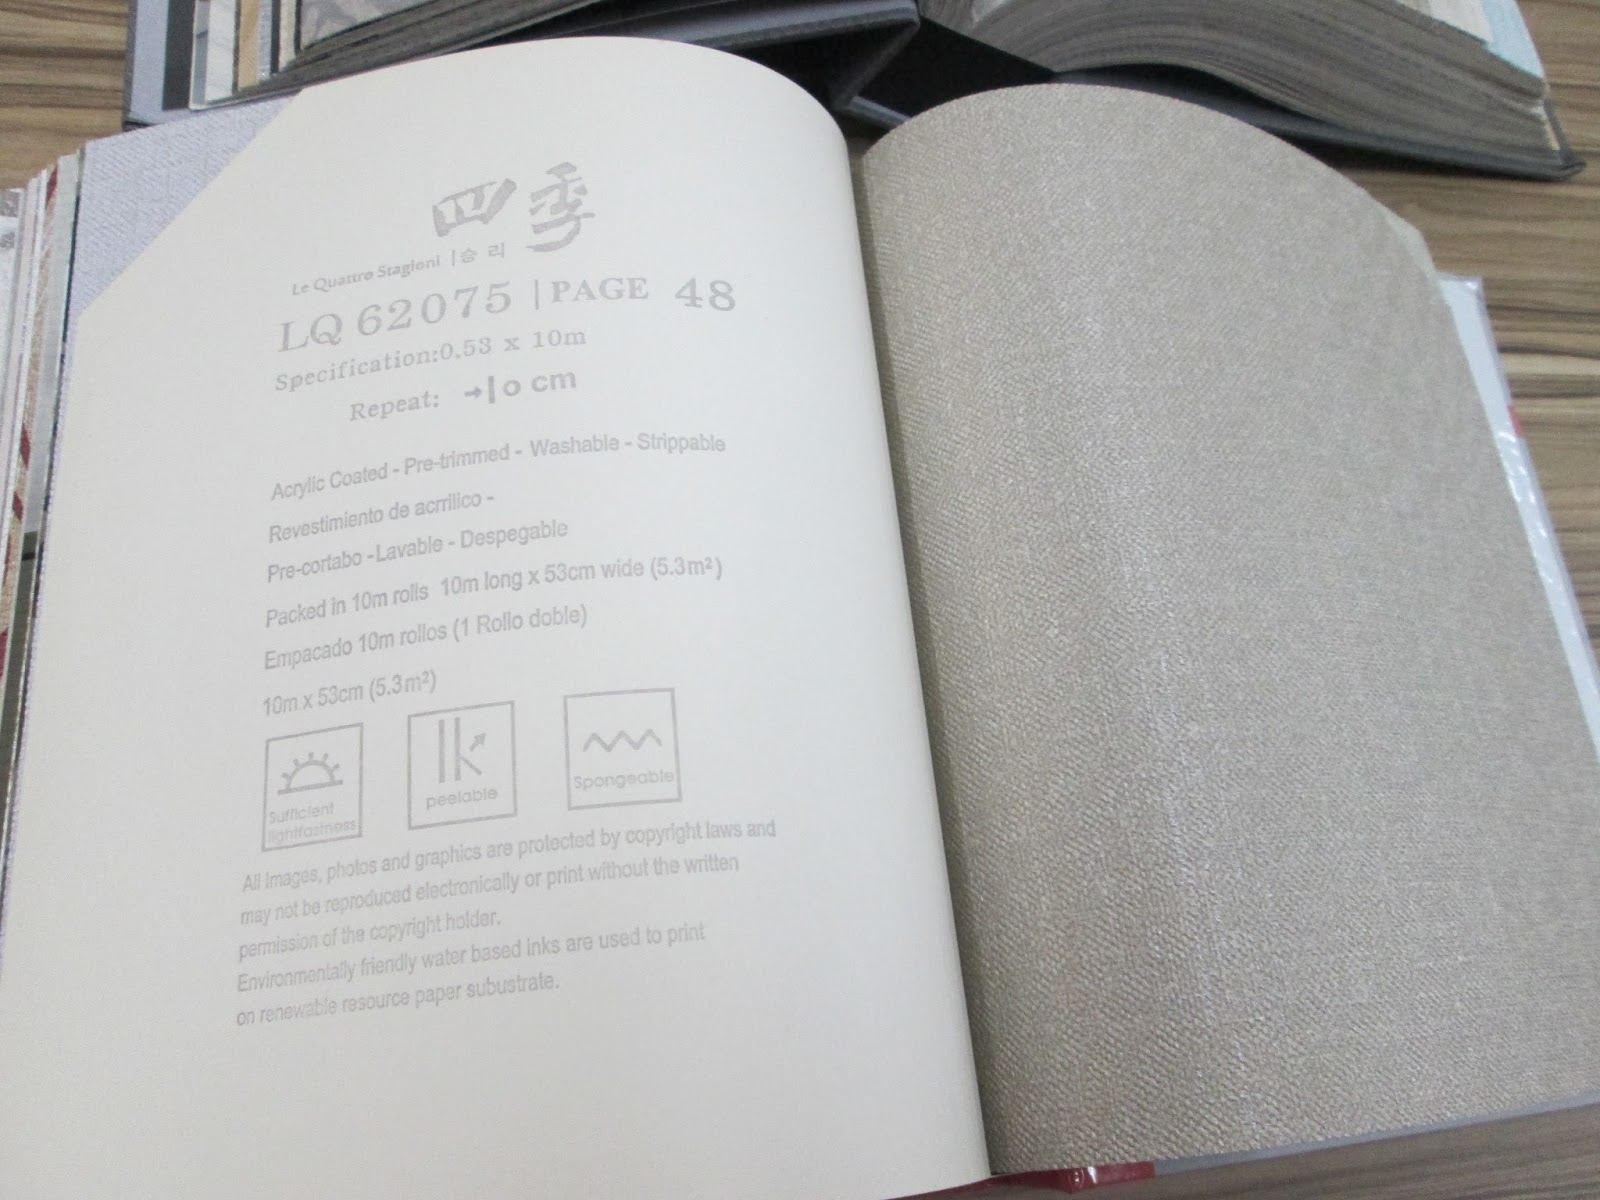 四季
Le Quattro Stagioni | 승 리
LQ 62075 | PAGE 48
Specification:0.53 x 10m
Repeat: →|o cm
Acrylic Coated - Pre-trimmed - Washable - Strippable
Revestimiento de acrrilico -
Pre-cortabo -Lavable - Despegable
Packed in 10m rolls 10m long x 53cm wide (5.3m²)
Empacado 10m rollos (1 Rollo doble)
10m x 53cm (5.3m²)
Sufficient
lightfastness
peelable
Spongeable
All Images, photos and graphics are protected by copyright laws and
may not be reproduced electronically or print without the written
permission of the copyright holder.
Environmentally friendly water based inks are used to print
on renewable resource paper subustrate.